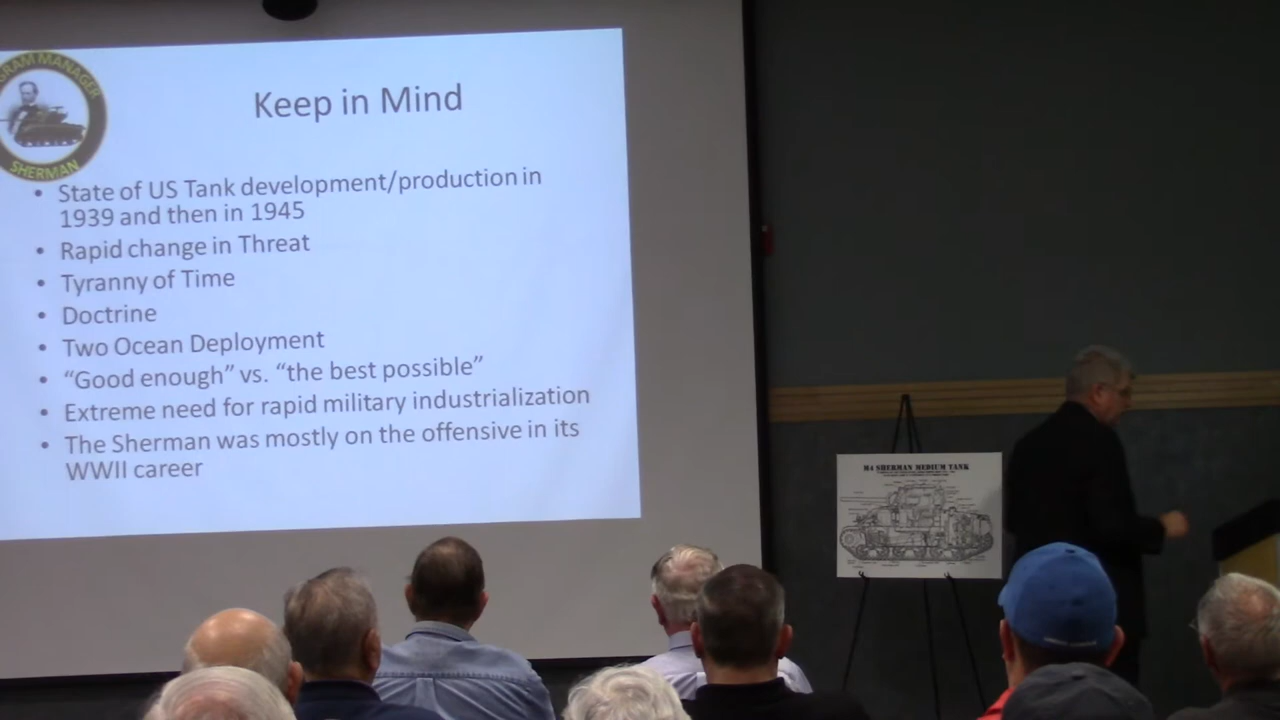 GRAM MANAGER
SHERMAN
Keep in Mind
• State of US Tank development/production in
1939 and then in 1945
• Rapid change in Threat
• Tyranny of Time
• Doctrine
• Two Ocean Deployment
• “Good enough” vs. “the best possible”
• Extreme need for rapid military industrialization
• The Sherman was mostly on the offensive in its
WWII career
M4 SHERMAN MEDIUM TANK